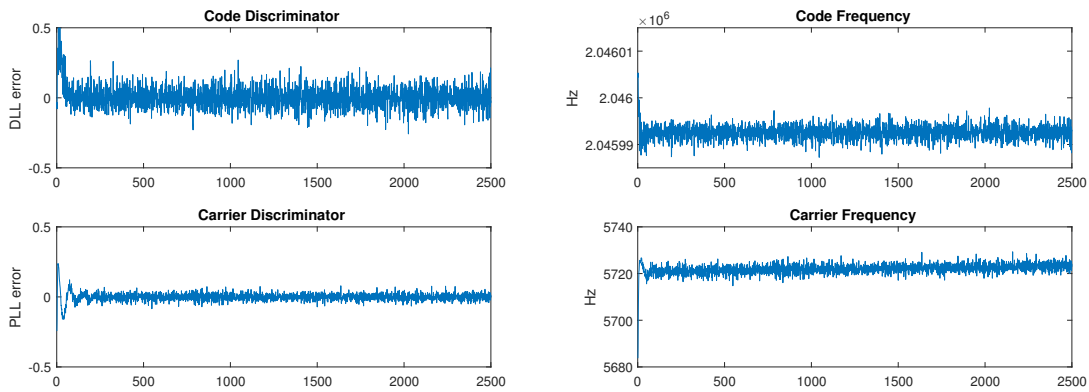 Code Discriminator
0.5
0
-0.5
DLL error
0 500 1000 1500 2000 2500
Code Frequency
×10⁶
2.04601
2.046
2.04599
Hz
0 500 1000 1500 2000 2500
Carrier Discriminator
0.5
0
-0.5
PLL error
0 500 1000 1500 2000 2500
Carrier Frequency
5740
5720
5700
5680
Hz
0 500 1000 1500 2000 2500